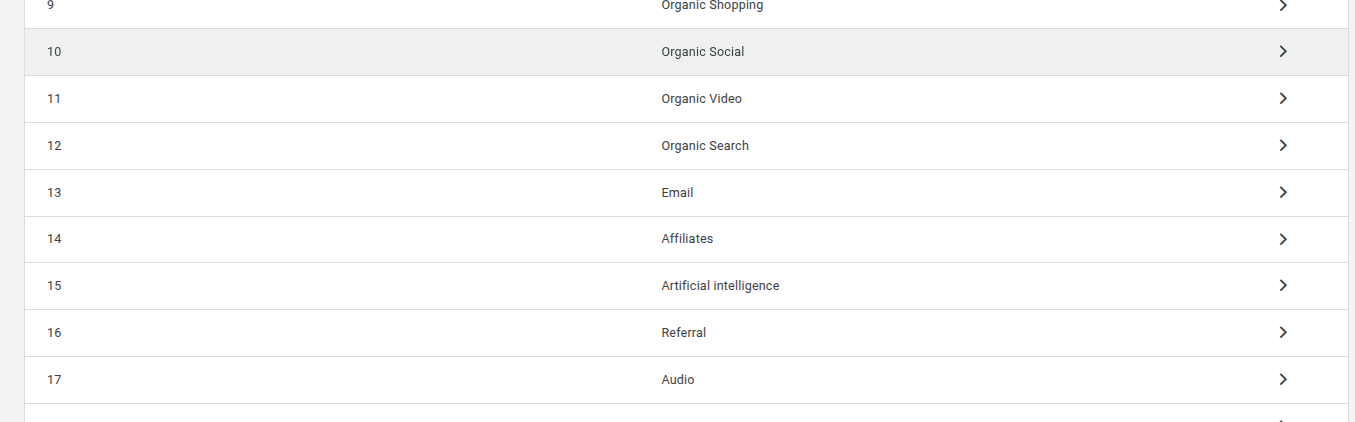 9 Organic Shopping
10 Organic Social
11 Organic Video
12 Organic Search
13 Email
14 Affiliates
15 Artificial intelligence
16 Referral
17 Audio